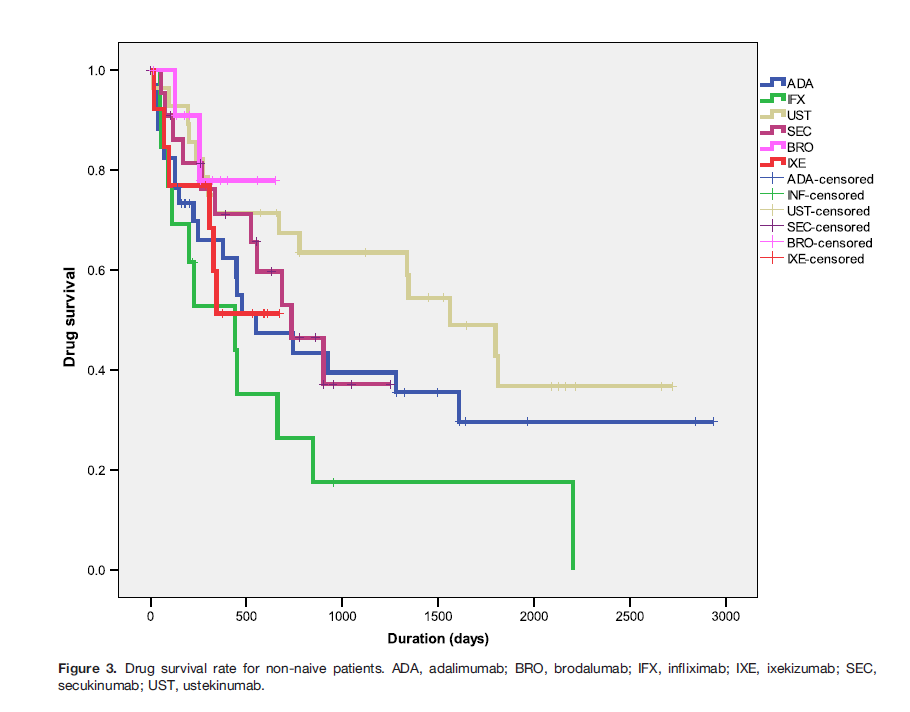 1.0
0.8
0.6
0.4
0.2
0.0
Drug survival
0 500 1000 1500 2000 2500 3000
Duration (days)
ADA
IFX
UST
SEC
BRO
IXE
ADA-censored
INF-censored
UST-censored
SEC-censored
BRO-censored
IXE-censored
Figure 3. Drug survival rate for non-naive patients. ADA, adalimumab; BRO, brodalumab; IFX, infliximab; IXE, ixekizumab; SEC,
secukinumab; UST, ustekinumab.